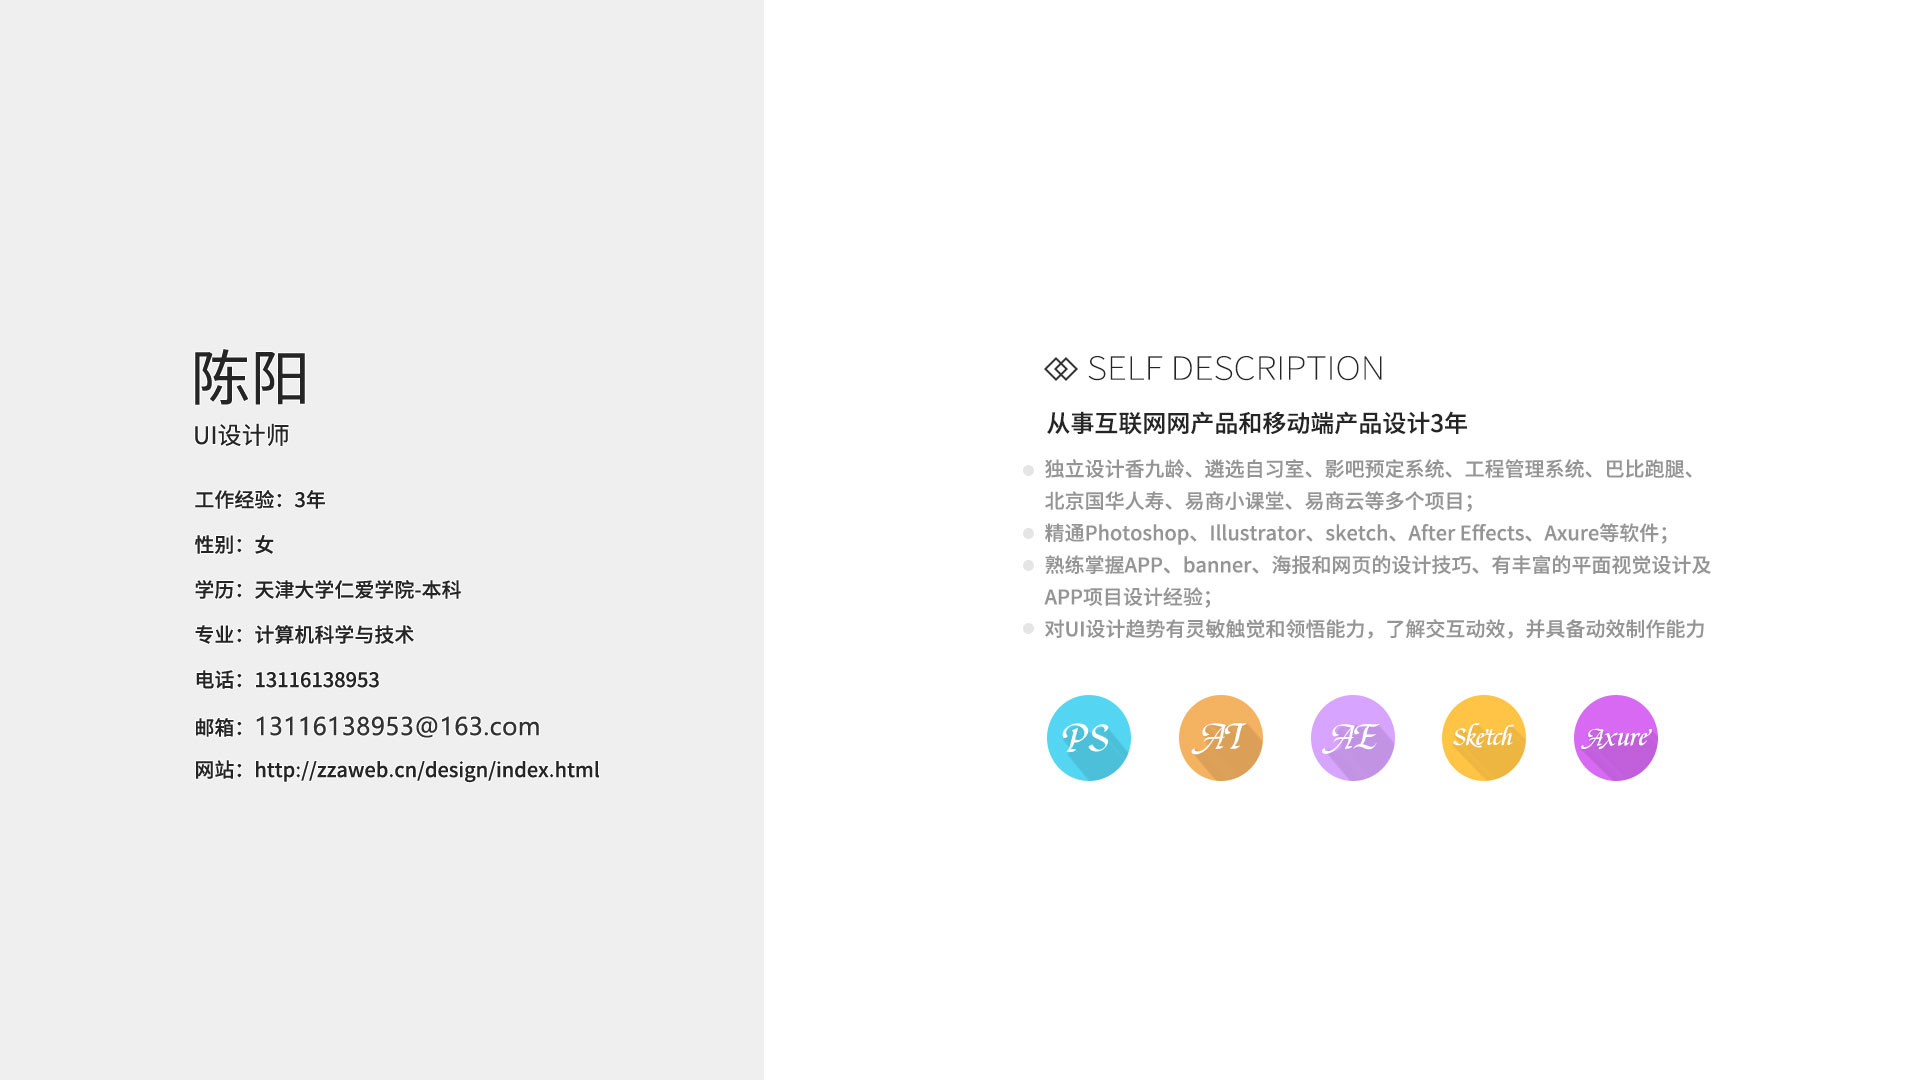 陈阳
UI设计师
工作经验：3年
性别：女
学历：天津大学仁爱学院-本科
专业：计算机科学与技术
电话：13116138953
邮箱：13116138953@163.com
网站：http://zzaweb.cn/design/index.html
SELF DESCRIPTION
从事互联网网产品和移动端产品设计3年
独立设计香九龄、遴选自习室、影吧预定系统、工程管理系统、巴比跑腿、
北京国华人寿、易商小课堂、易商云等多个项目；
精通Photoshop、Illustrator、sketch、After Effects、Axure等软件；
熟练掌握APP、banner、海报和网页的设计技巧、有丰富的平面视觉设计及
APP项目设计经验；
对UI设计趋势有灵敏触觉和领悟能力，了解交互动效，并具备动效制作能力
PS AI AE Sketch Axure